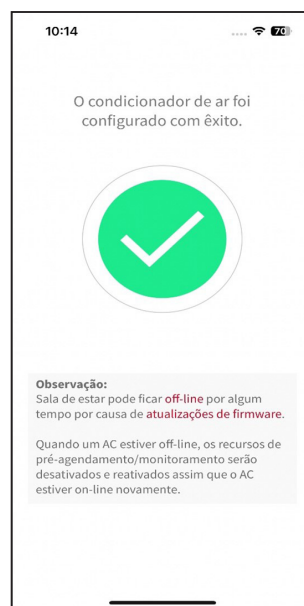 10:14
70
O condicionador de ar foi
configurado com êxito.
Observação:
Sala de estar pode ficar off-line por algum
tempo por causa de atualizações de firmware.
Quando um AC estiver off-line, os recursos de
pré-agendamento/monitoramento serão
desativados e reativados assim que o AC
estiver on-line novamente.